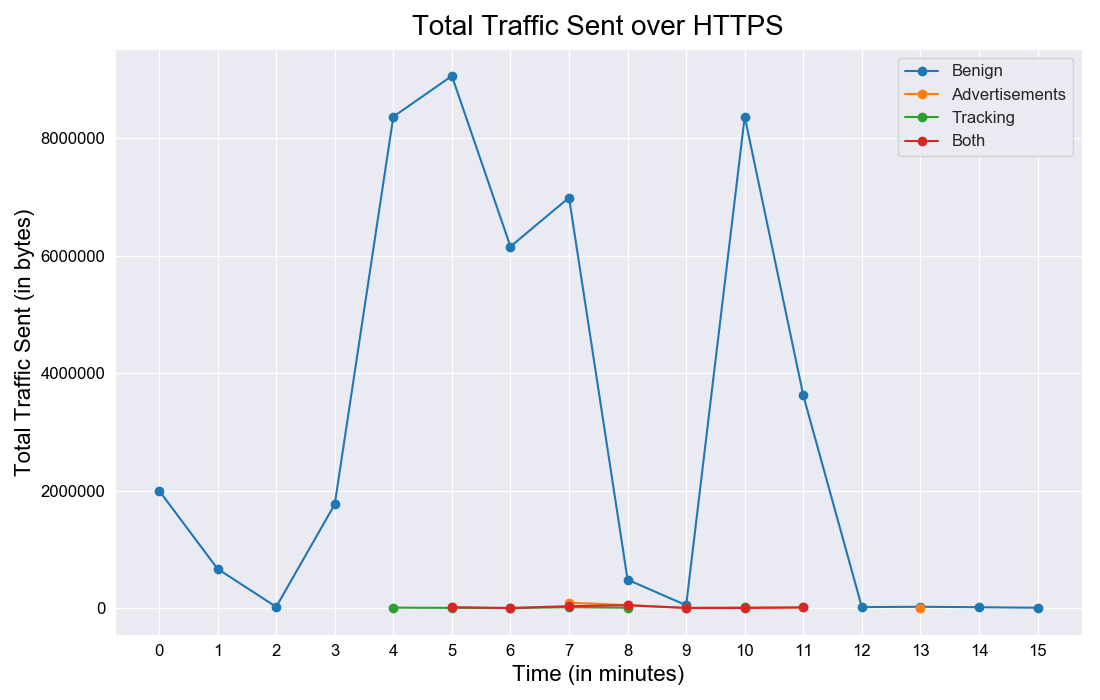 Total Traffic Sent over HTTPS
Benign
Advertisements
Tracking
Both
Total Traffic Sent (in bytes)
8000000
6000000
4000000
2000000
0
0 1 2 3 4 5 6 7 8 9 10 11 12 13 14 15
Time (in minutes)